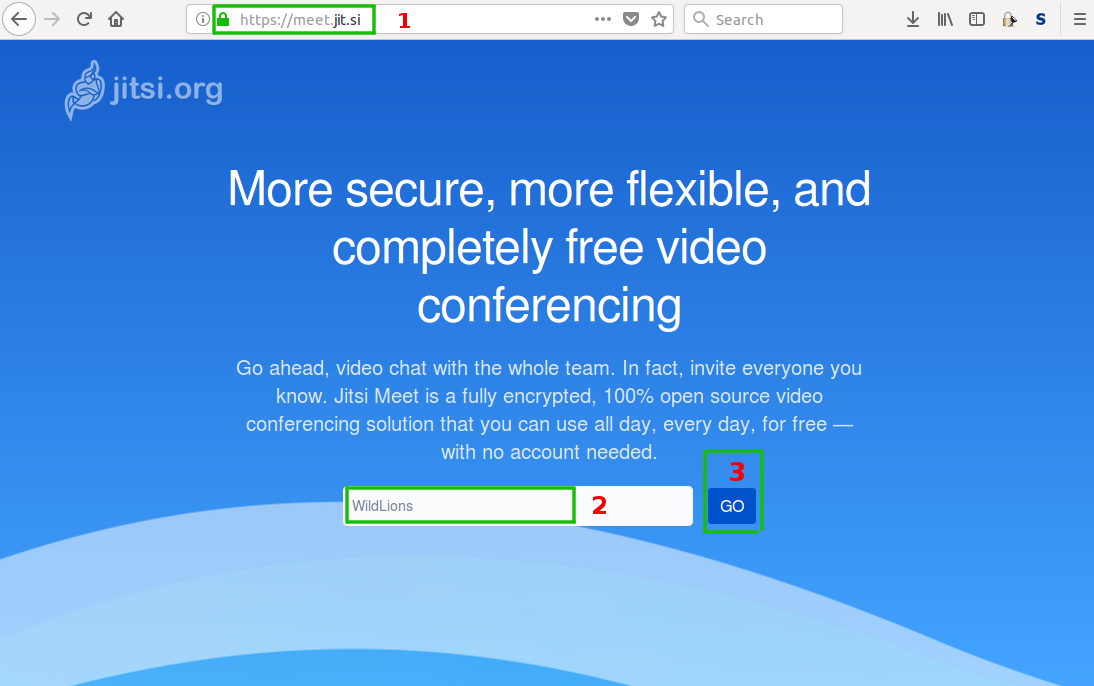 https://meet.jit.si
1
Search
S
jitsi.org
More secure, more flexible, and
completely free video
conferencing
Go ahead, video chat with the whole team. In fact, invite everyone you
know. Jitsi Meet is a fully encrypted, 100% open source video
conferencing solution that you can use all day, every day, for free —
with no account needed.
3
WildLions
2
GO